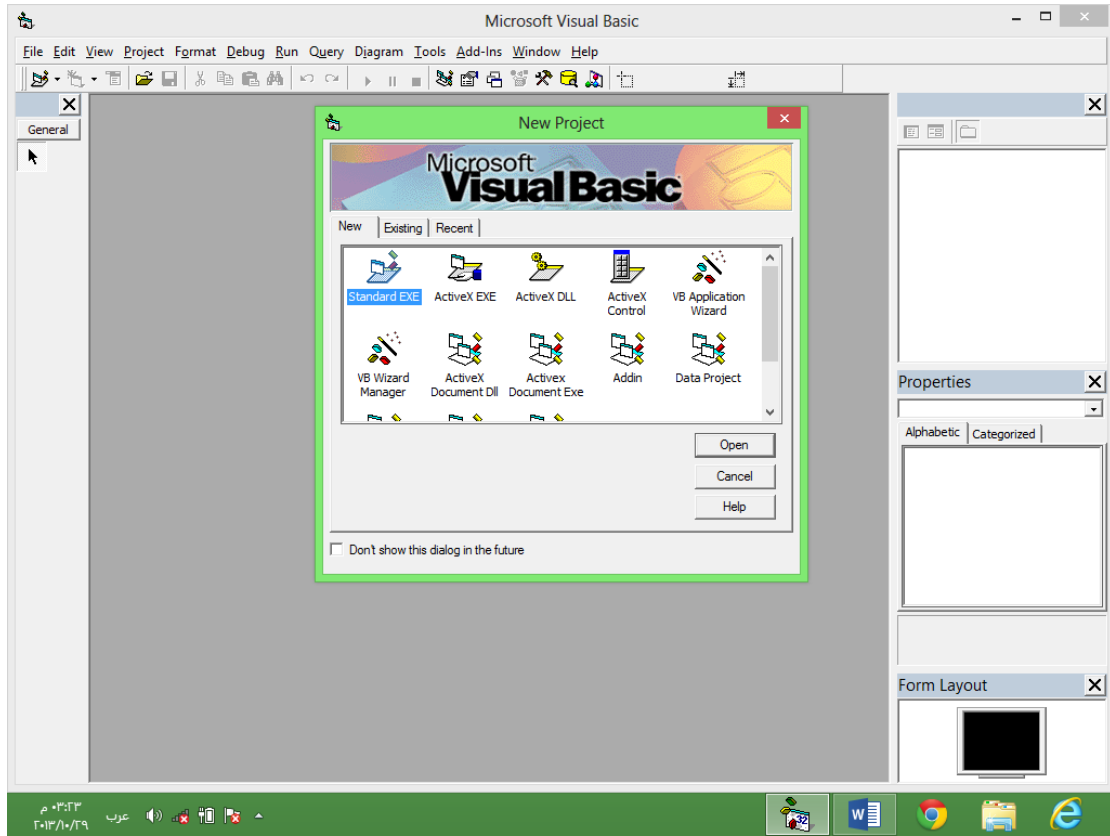 Microsoft Visual Basic
File Edit View Project Format Debug Run Query Diagram Tools Add-Ins Window Help
General
New Project
Microsoft
Visual Basic
New Existing Recent
Standard EXE ActiveX EXE ActiveX DLL ActiveX Control VB Application Wizard
VB Wizard Manager ActiveX Document Dll Activex Document Exe Addin Data Project
Open
Cancel
Help
Don't show this dialog in the future
Properties
Alphabetic Categorized
Form Layout
٠٣:٢٣ م
٢٠١٣/١٠/٢٩
عرب
32
W